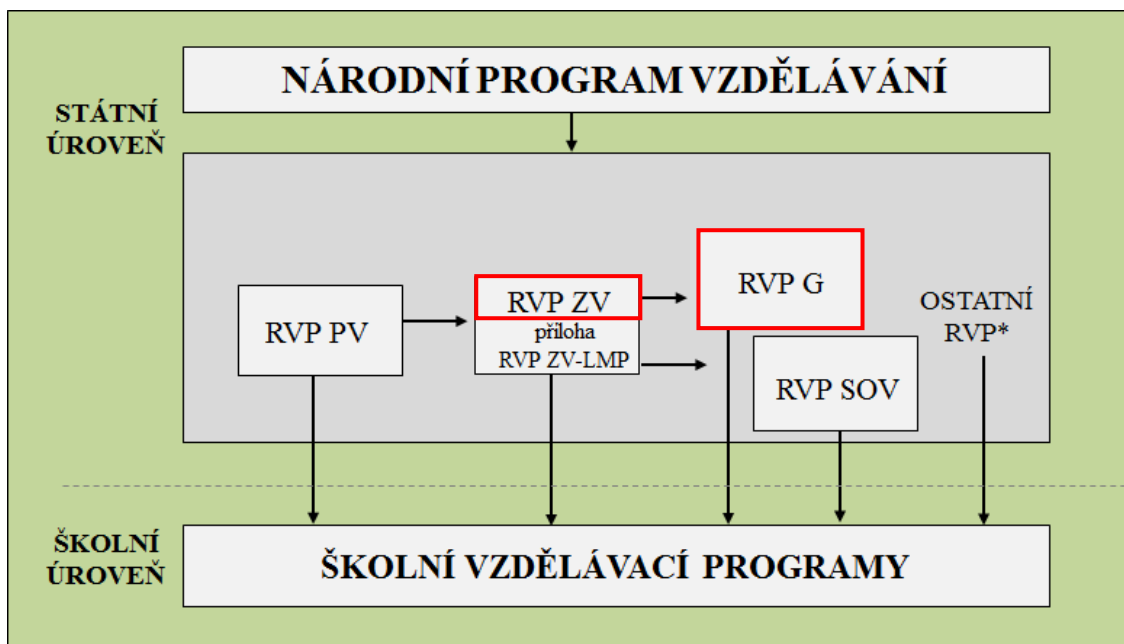 NÁRODNÍ PROGRAM VZDĚLÁVÁNÍ
STÁTNÍ
ÚROVEŇ
RVP PV
RVP ZV
příloha
RVP ZV-LMP
RVP G
RVP SOV
OSTATNÍ
RVP*
ŠKOLNÍ
ÚROVEŇ
ŠKOLNÍ VZDĚLÁVACÍ PROGRAMY